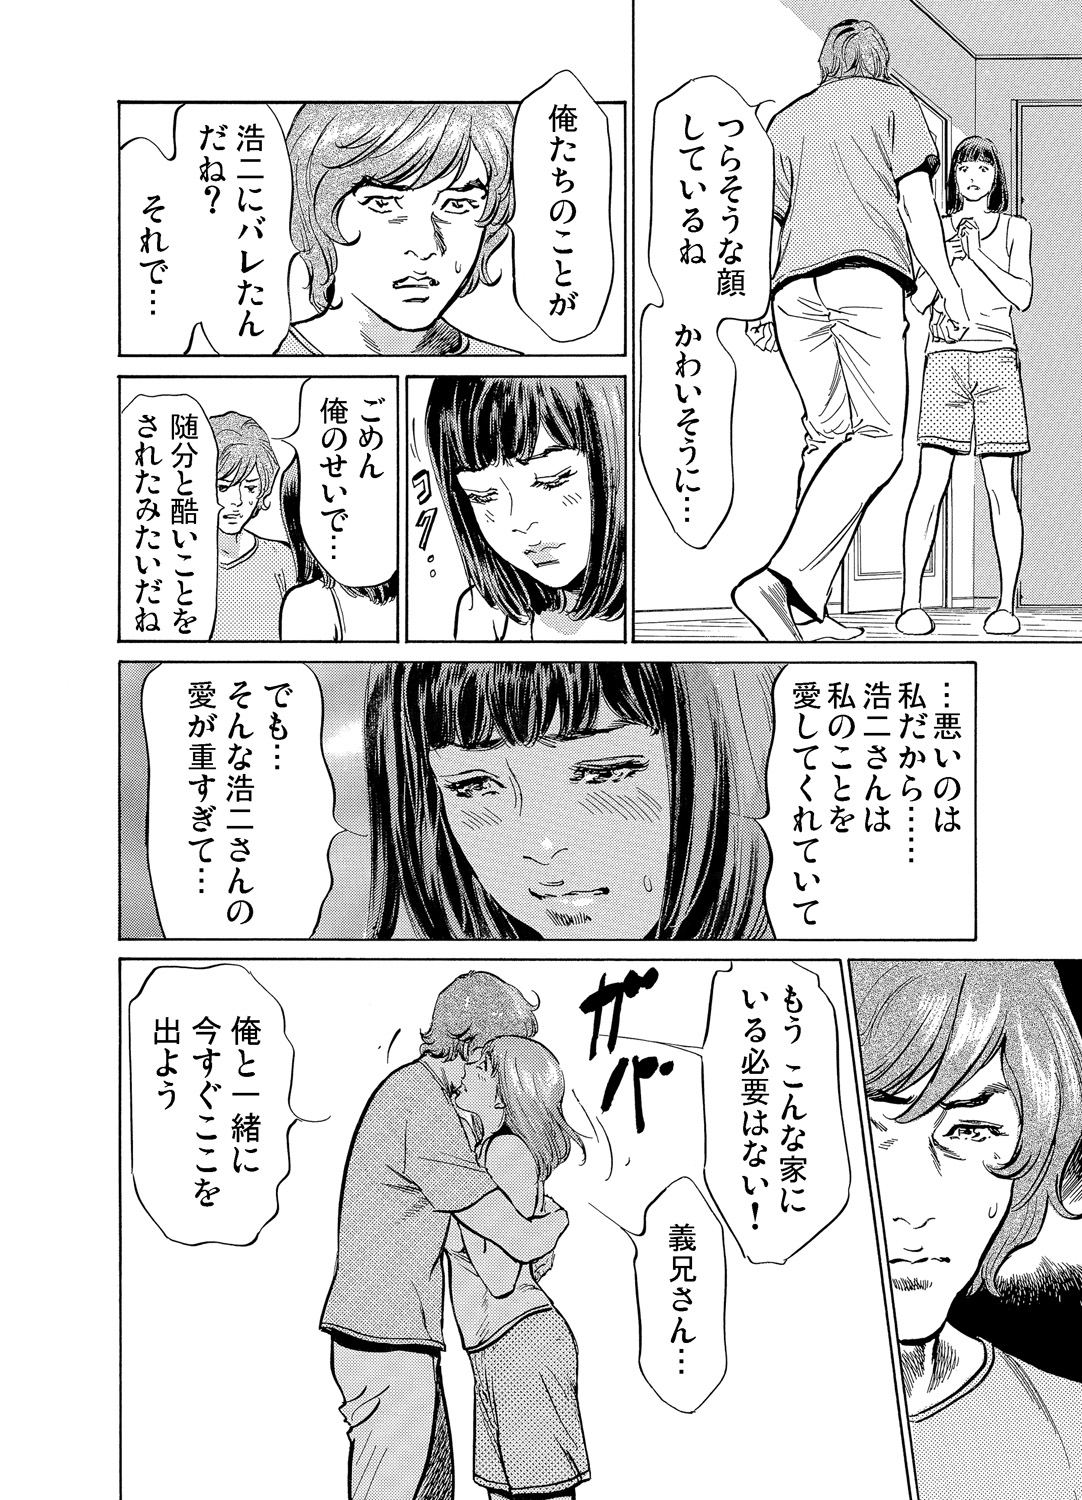 つらそうな顔
しているね
かわいそうに…
俺たちのことが
浩二にバレたん
だね?
それで…
コクッ…
ごめん
俺のせいで…
随分と酷いことを
されたみたいだね
…悪いのは
私だから……
浩二さんは
私のことを
愛してくれていて
でも…
そんな浩二さんの
愛が重すぎて…
もう こんな家に
いる必要はない!
ガバッ
義兄さん…
俺と一緒に
今すぐここを
出よう